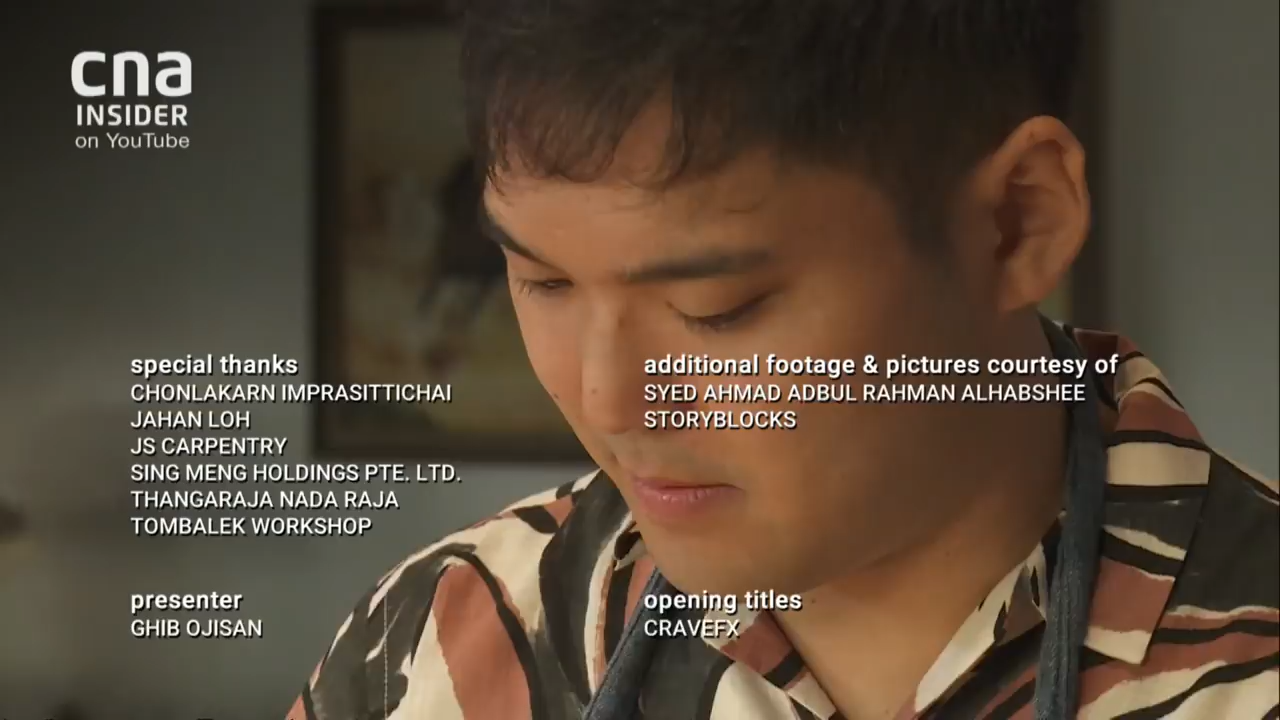 cna
INSIDER
on YouTube
special thanks
CHONLAKARN IMPRASITTICHAI
JAHAN LOH
JS CARPENTRY
SING MENG HOLDINGS PTE. LTD.
THANGARAJA NADA RAJA
TOMBALEK WORKSHOP
additional footage & pictures courtesy of
SYED AHMAD ADBUL RAHMAN ALHABSHEE
STORYBLOCKS
presenter
GHIB OJISAN
opening titles
CRAVEFX